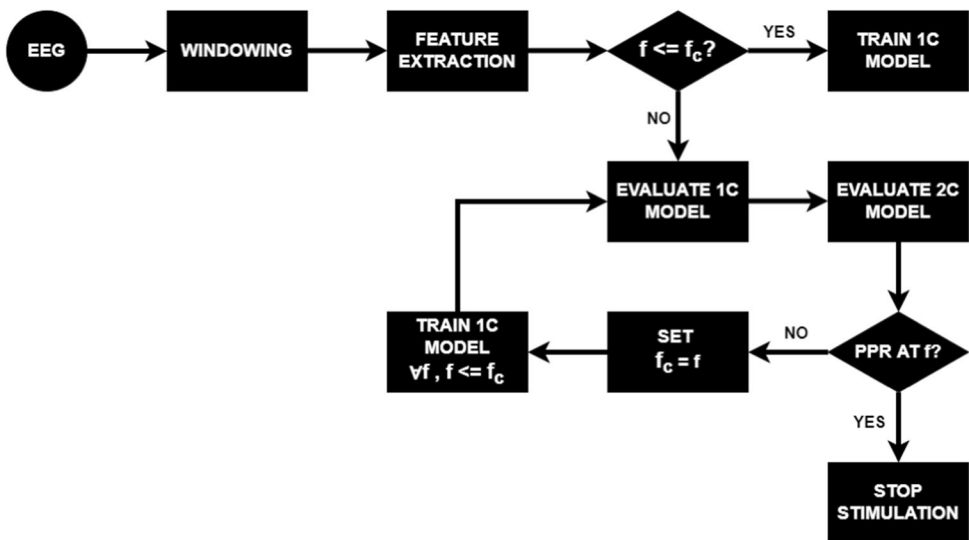 EEG
WINDOWING
FEATURE
EXTRACTION
f <= fc?
YES
TRAIN 1C
MODEL
NO
EVALUATE 1C
MODEL
EVALUATE 2C
MODEL
TRAIN 1C
MODEL
∀f , f <= fc
SET
fc = f
NO
PPR AT f?
YES
STOP
STIMULATION